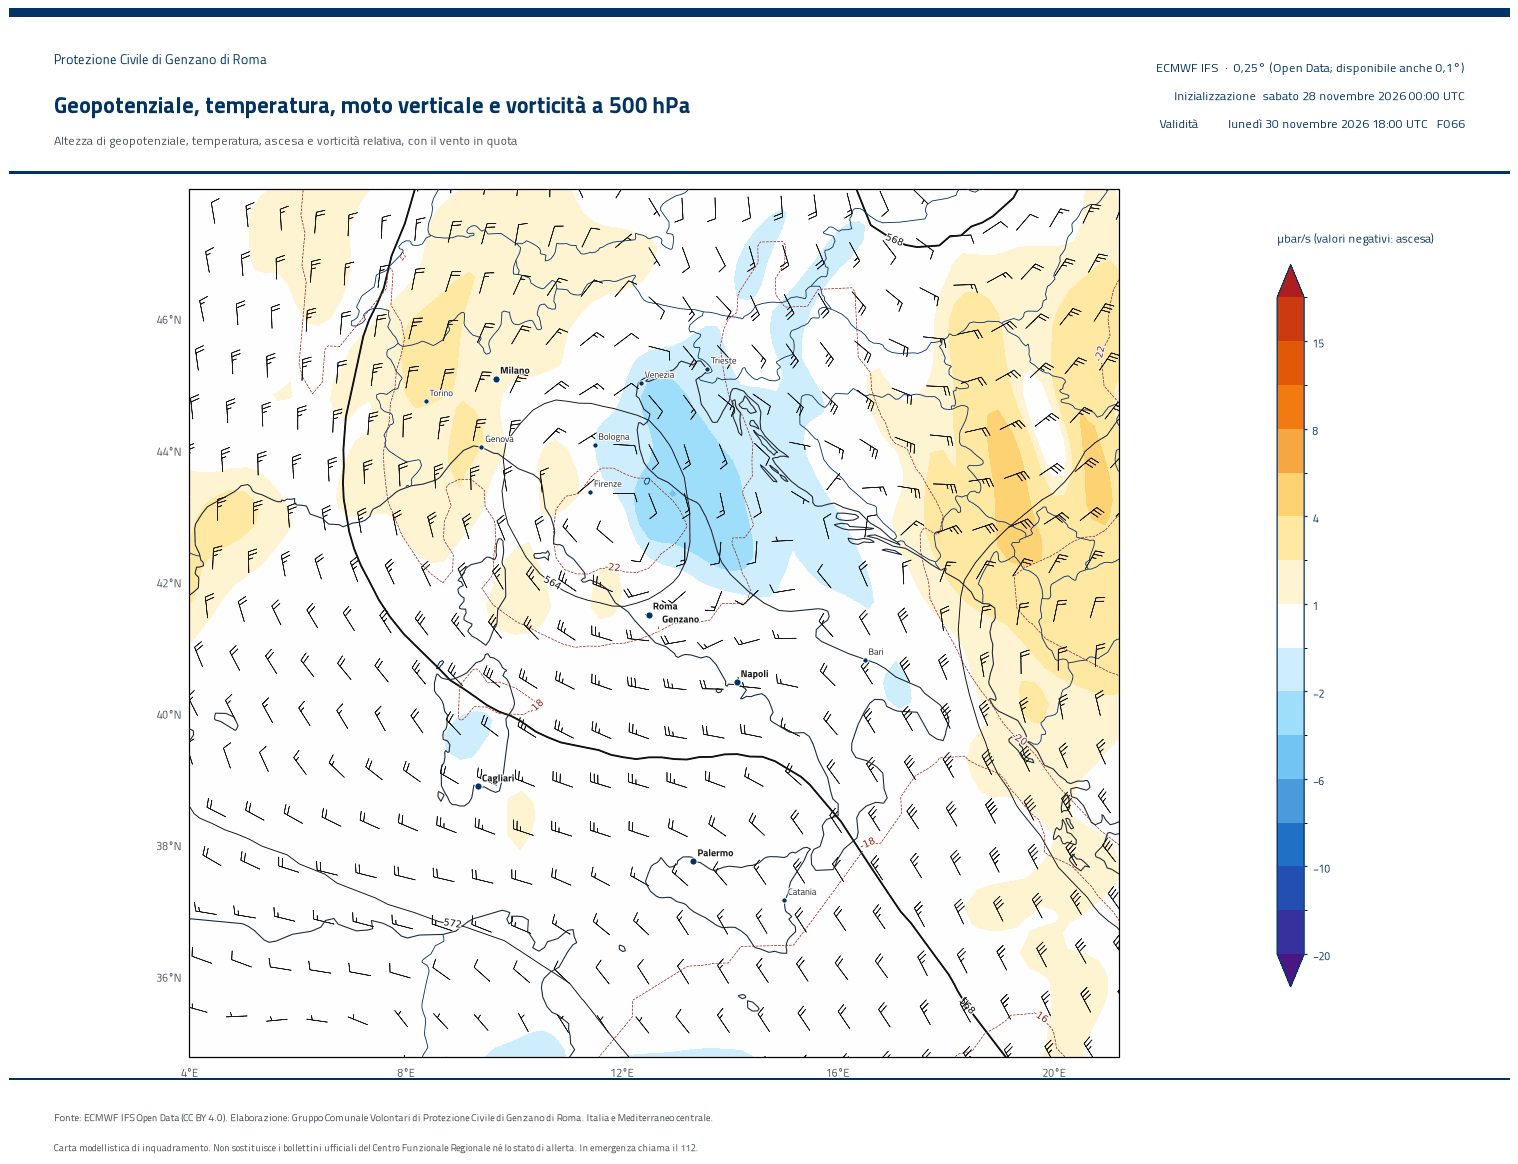 Protezione Civile di Genzano di Roma
Geopotenziale, temperatura, moto verticale e vorticità a 500 hPa
Altezza di geopotenziale, temperatura, ascesa e vorticità relativa, con il vento in quota
ECMWF IFS · 0,25° (Open Data; disponibile anche 0,1°)
Inizializzazione sabato 28 novembre 2026 00:00 UTC
Validità lunedì 30 novembre 2026 18:00 UTC F066
µbar/s (valori negativi: ascesa)
15
8
4
1
−2
−6
−10
−20
46°N
44°N
42°N
40°N
38°N
36°N
4°E
8°E
12°E
16°E
20°E
568
-22
Trieste
Venezia
Milano
Torino
Genova
Bologna
Firenze
-22
564
Roma
Genzano
Bari
Napoli
-18
-20
Cagliari
-18
Palermo
Catania
572
568
-16
Fonte: ECMWF IFS Open Data (CC BY 4.0). Elaborazione: Gruppo Comunale Volontari di Protezione Civile di Genzano di Roma. Italia e Mediterraneo centrale.
Carta modellistica di inquadramento. Non sostituisce i bollettini ufficiali del Centro Funzionale Regionale né lo stato di allerta. In emergenza chiama il 112.